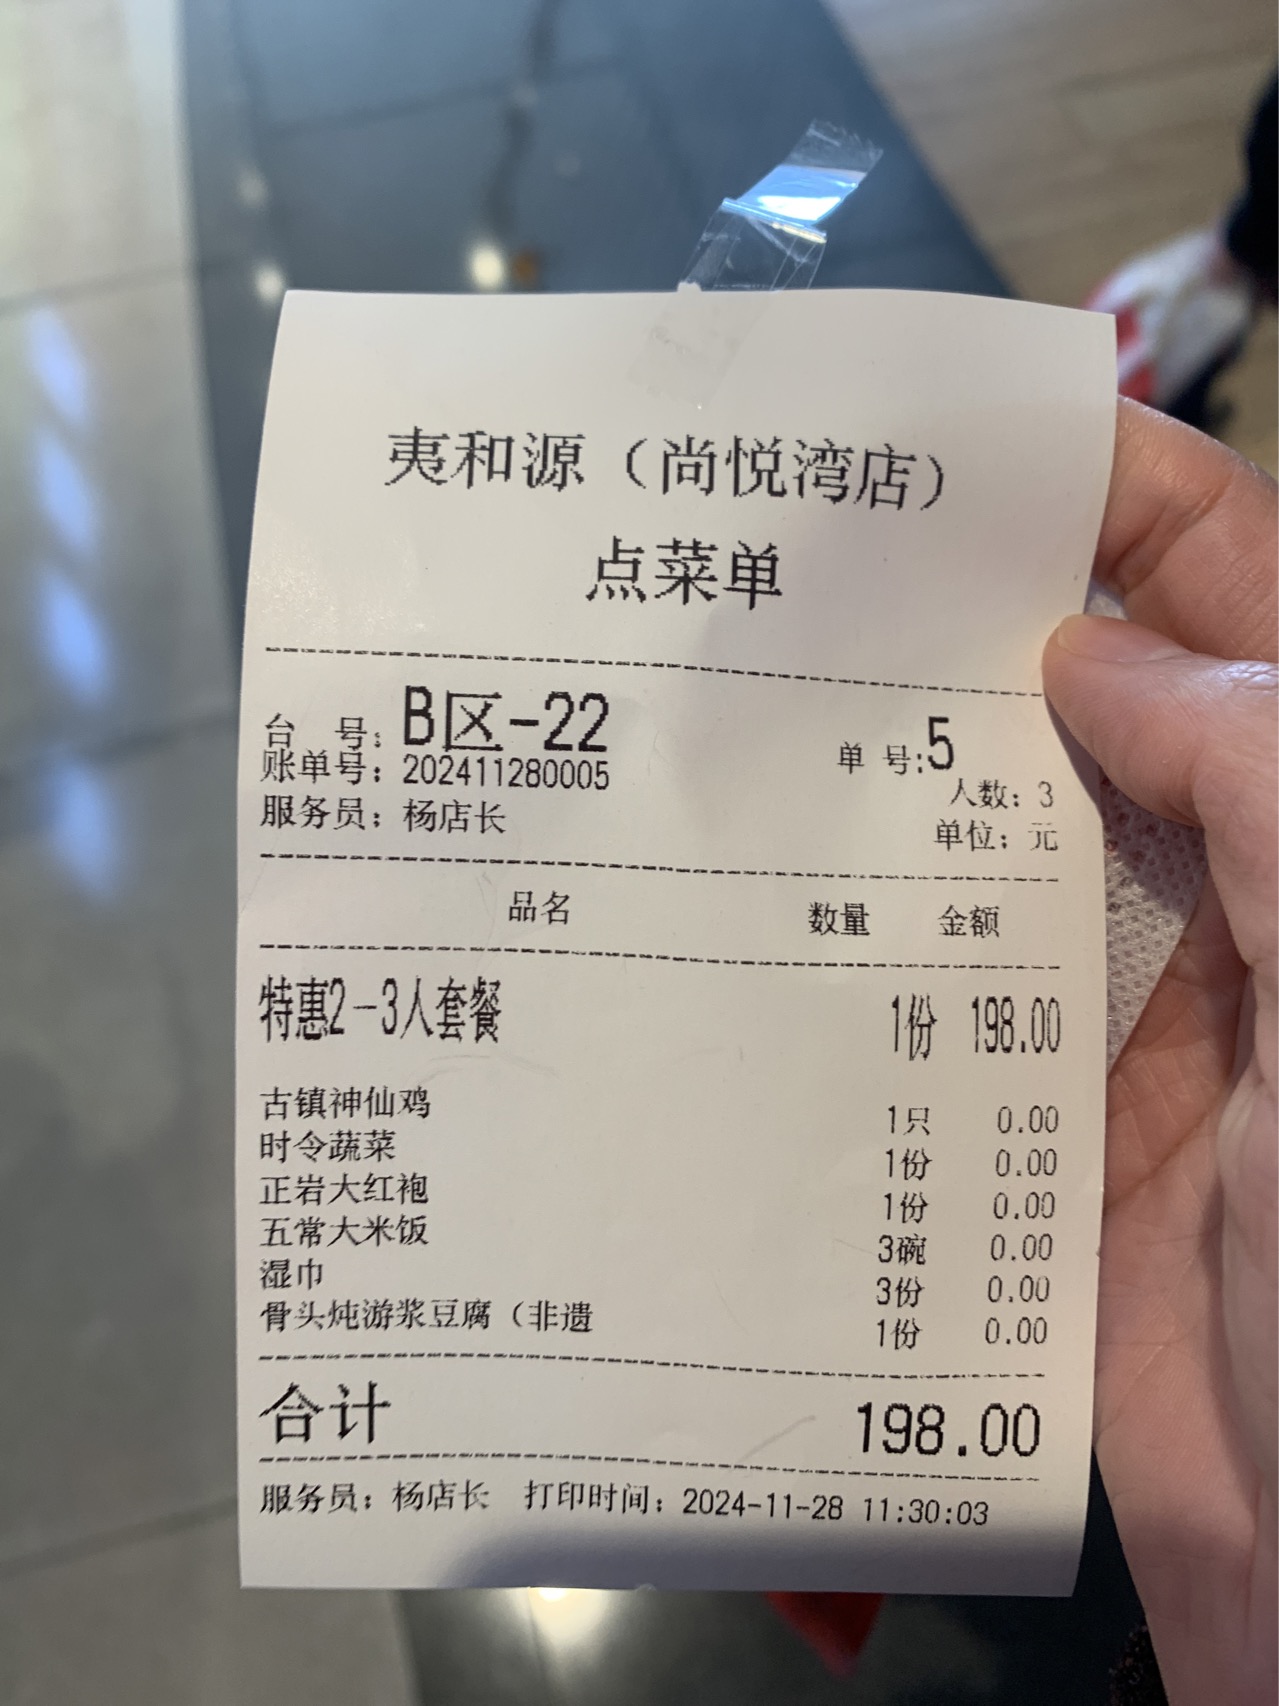 夷和源（尚悦湾店）
点菜单
台 号：B区-22 单 号:5
账单号：202411280005 人数：3
服务员：杨店长 单位：元
品名 数量 金额
特惠2-3人套餐 1份 198.00
古镇神仙鸡 1只 0.00
时令蔬菜 1份 0.00
正岩大红袍 1份 0.00
五常大米饭 3碗 0.00
湿巾 3份 0.00
骨头炖游浆豆腐（非遗 1份 0.00
合计 198.00
服务员：杨店长 打印时间：2024-11-28 11:30:03